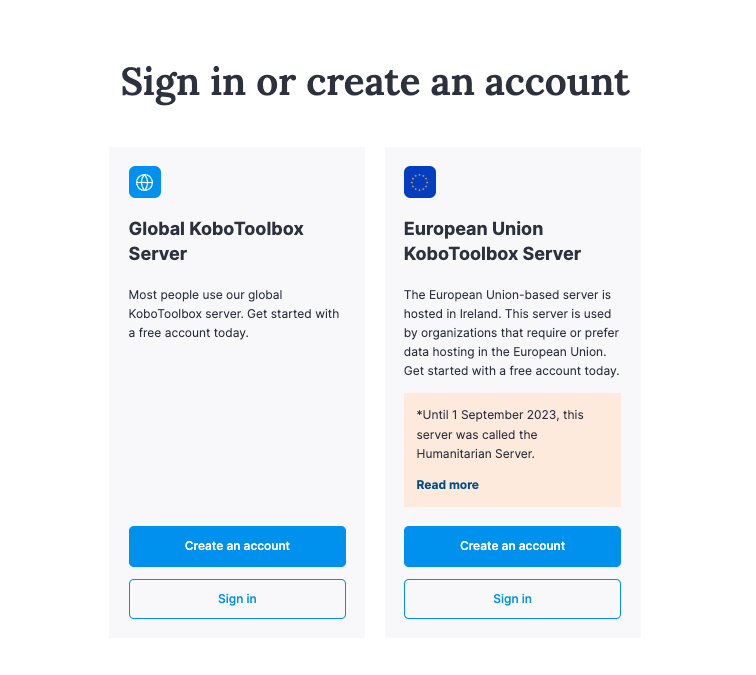 Sign in or create an account
Global KoboToolbox
Server
Most people use our global
KoboToolbox server. Get started with
a free account today.
Create an account
Sign in
European Union
KoboToolbox Server
The European Union-based server is
hosted in Ireland. This server is used
by organizations that require or prefer
data hosting in the European Union.
Get started with a free account today.
*Until 1 September 2023, this
server was called the
Humanitarian Server.
Read more
Create an account
Sign in